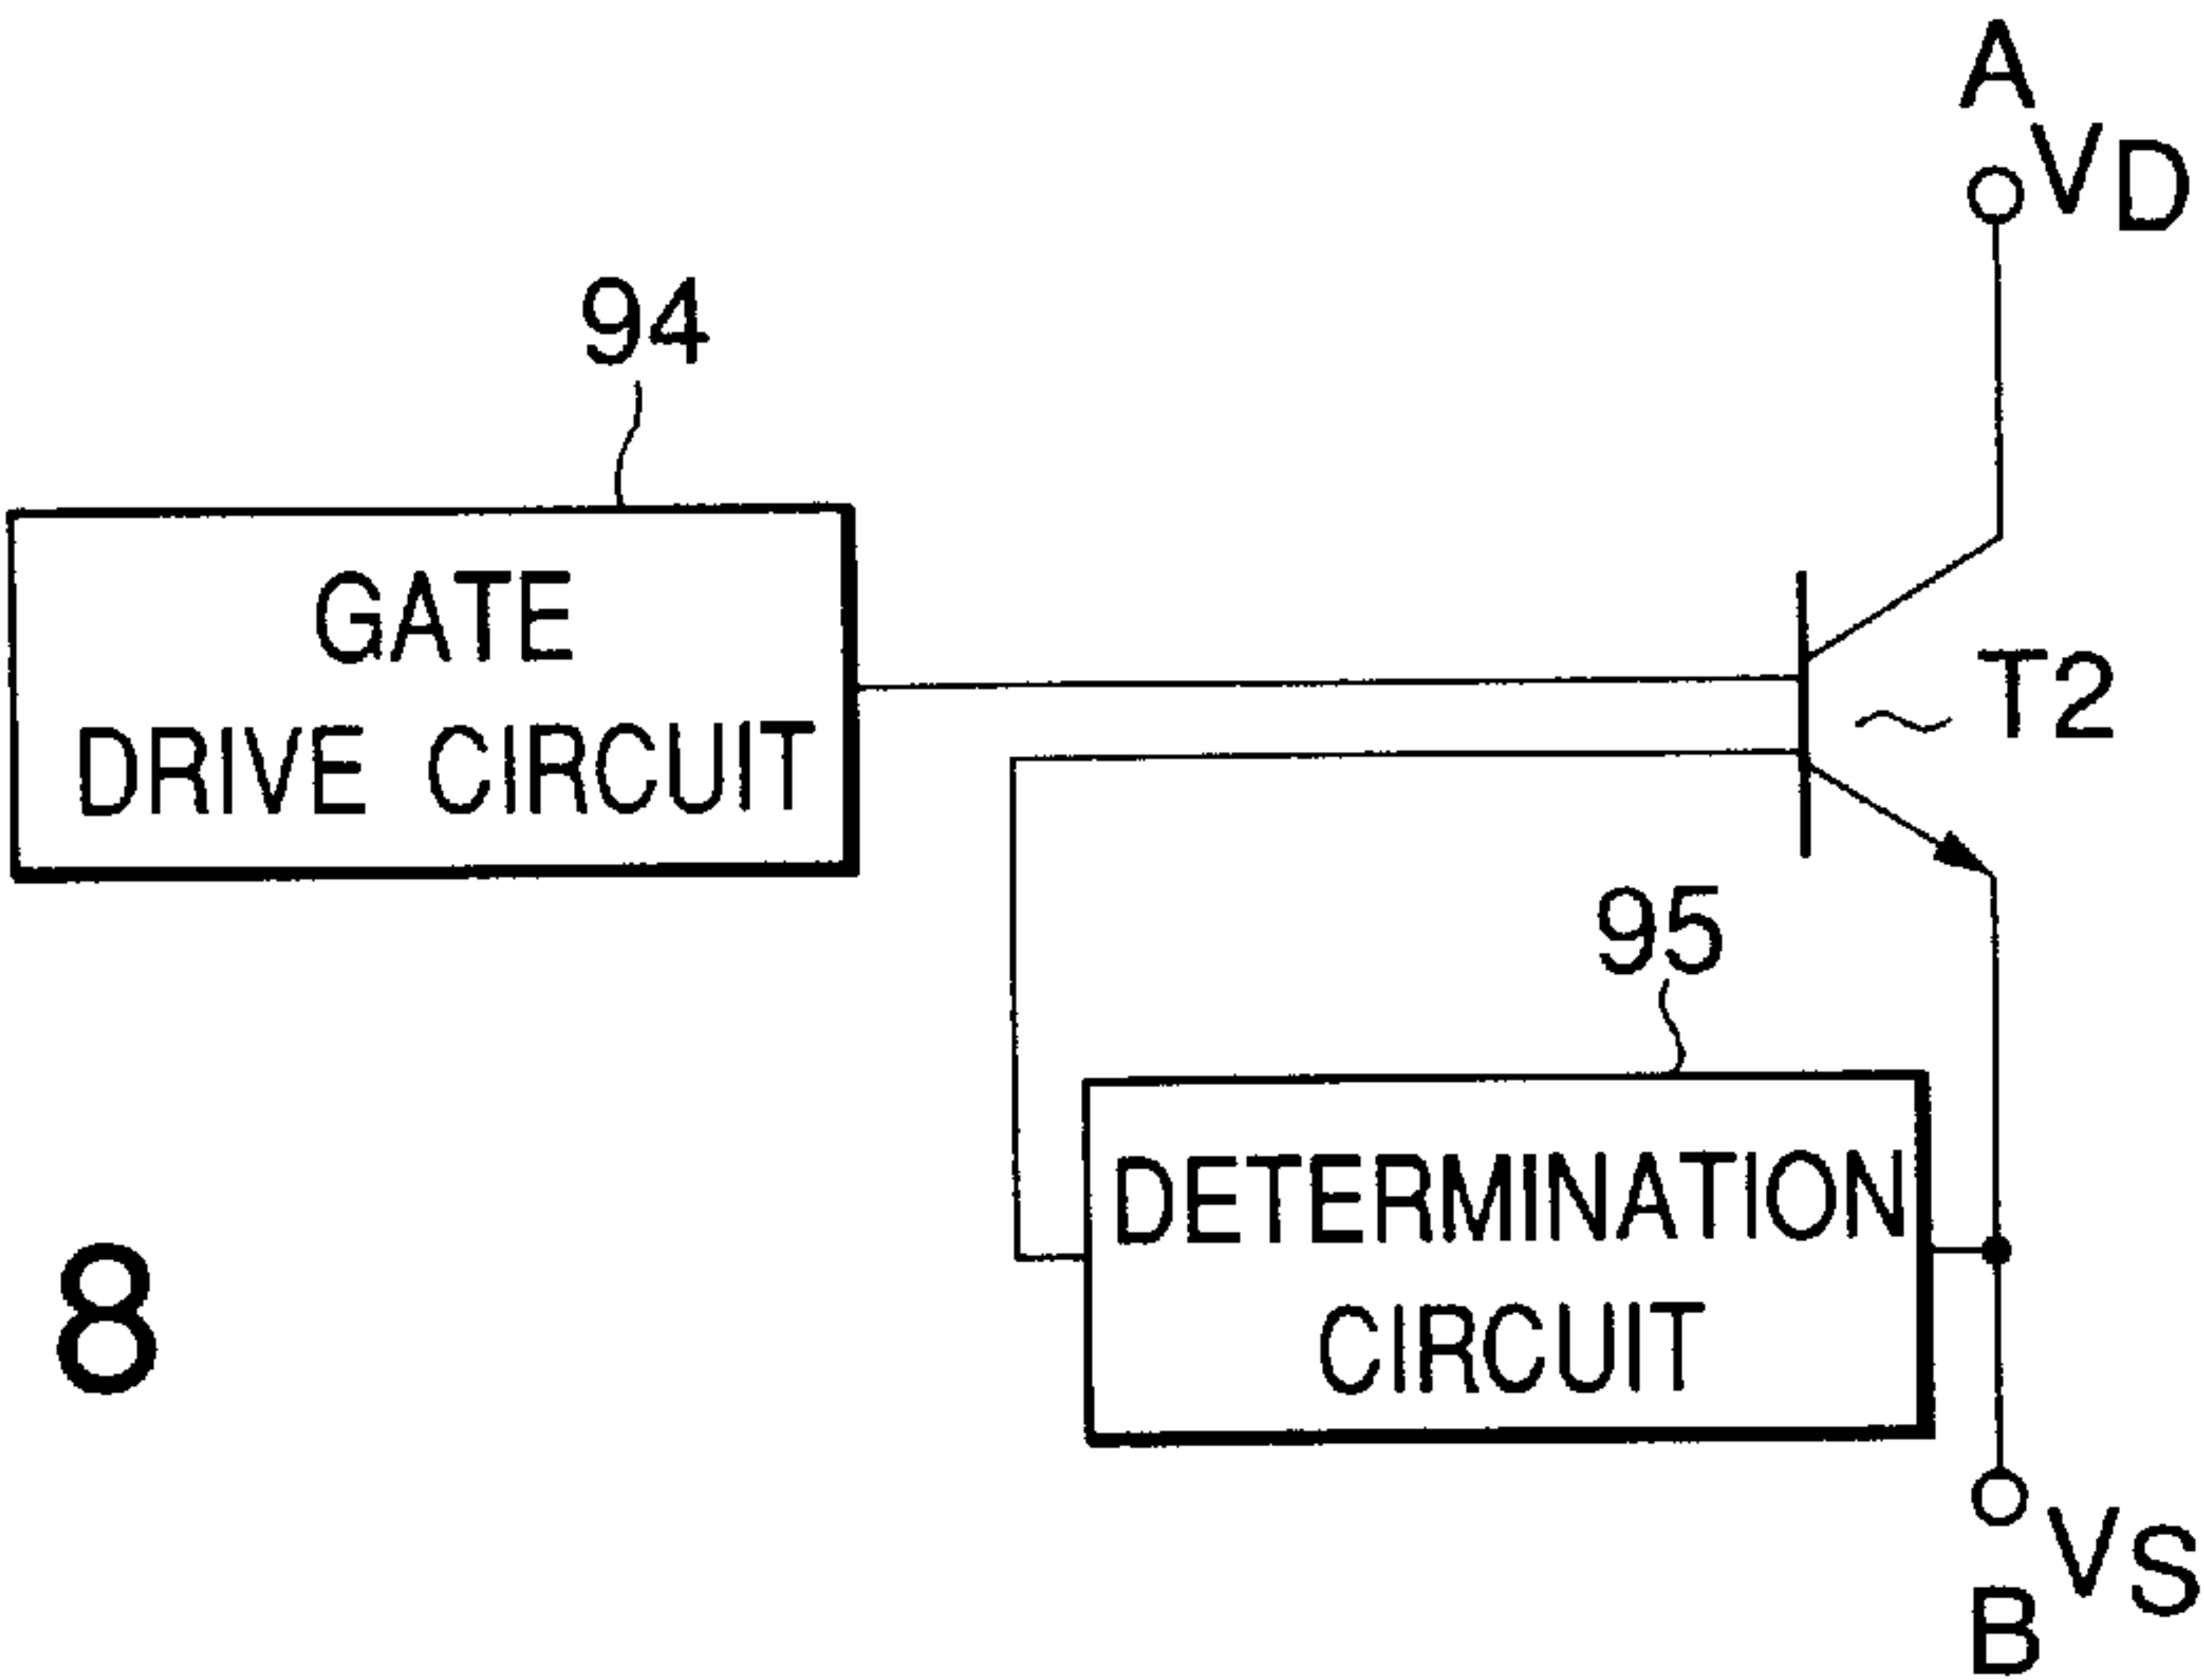 A
VD
94
GATE
DRIVE CIRCUIT
T2
95
DETERMINATION
CIRCUIT
8
VS
B